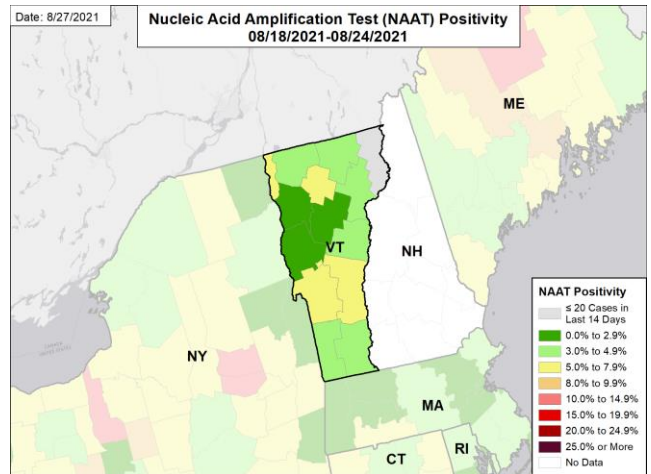 Date: 8/27/2021
Nucleic Acid Amplification Test (NAAT) Positivity
08/18/2021-08/24/2021
ME
VT
NH
NY
MA
CT
RI
NAAT Positivity
≤ 20 Cases in
Last 14 Days
0.0% to 2.9%
3.0% to 4.9%
5.0% to 7.9%
8.0% to 9.9%
10.0% to 14.9%
15.0% to 19.9%
20.0% to 24.9%
25.0% or More
No Data